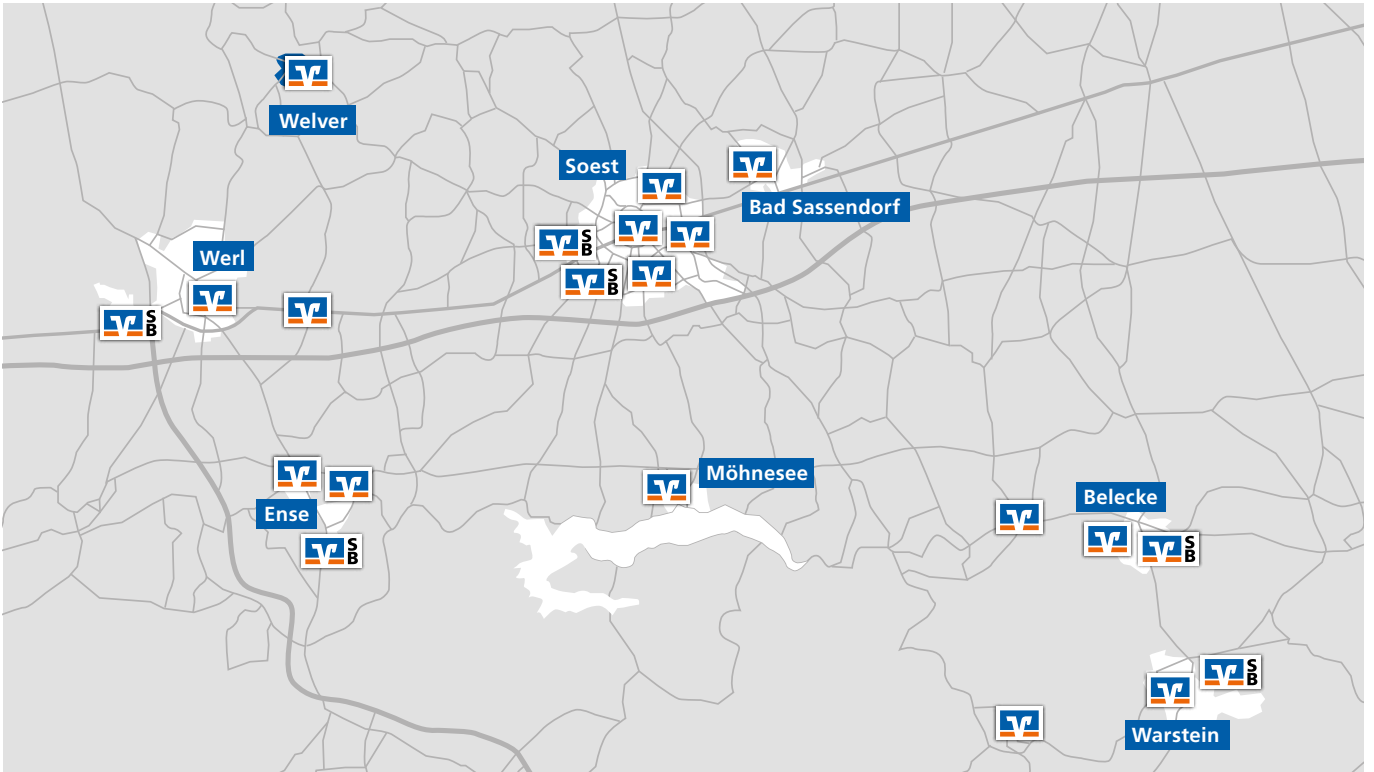 Welver
Soest
Bad Sassendorf
SB
Werl
SB
SB
Möhnesee
Ense
Belecke
SB
SB
SB
Warstein